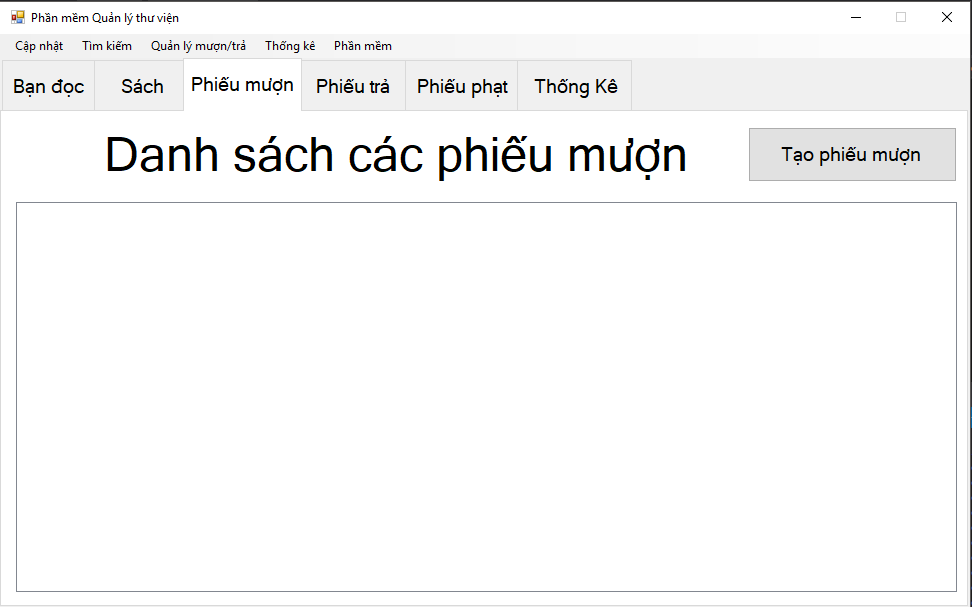 Phần mềm Quản lý thư viện
Cập nhật Tìm kiếm Quản lý mượn/trả Thống kê Phần mềm
Bạn đọc Sách Phiếu mượn Phiếu trả Phiếu phạt Thống Kê
Danh sách các phiếu mượn Tạo phiếu mượn